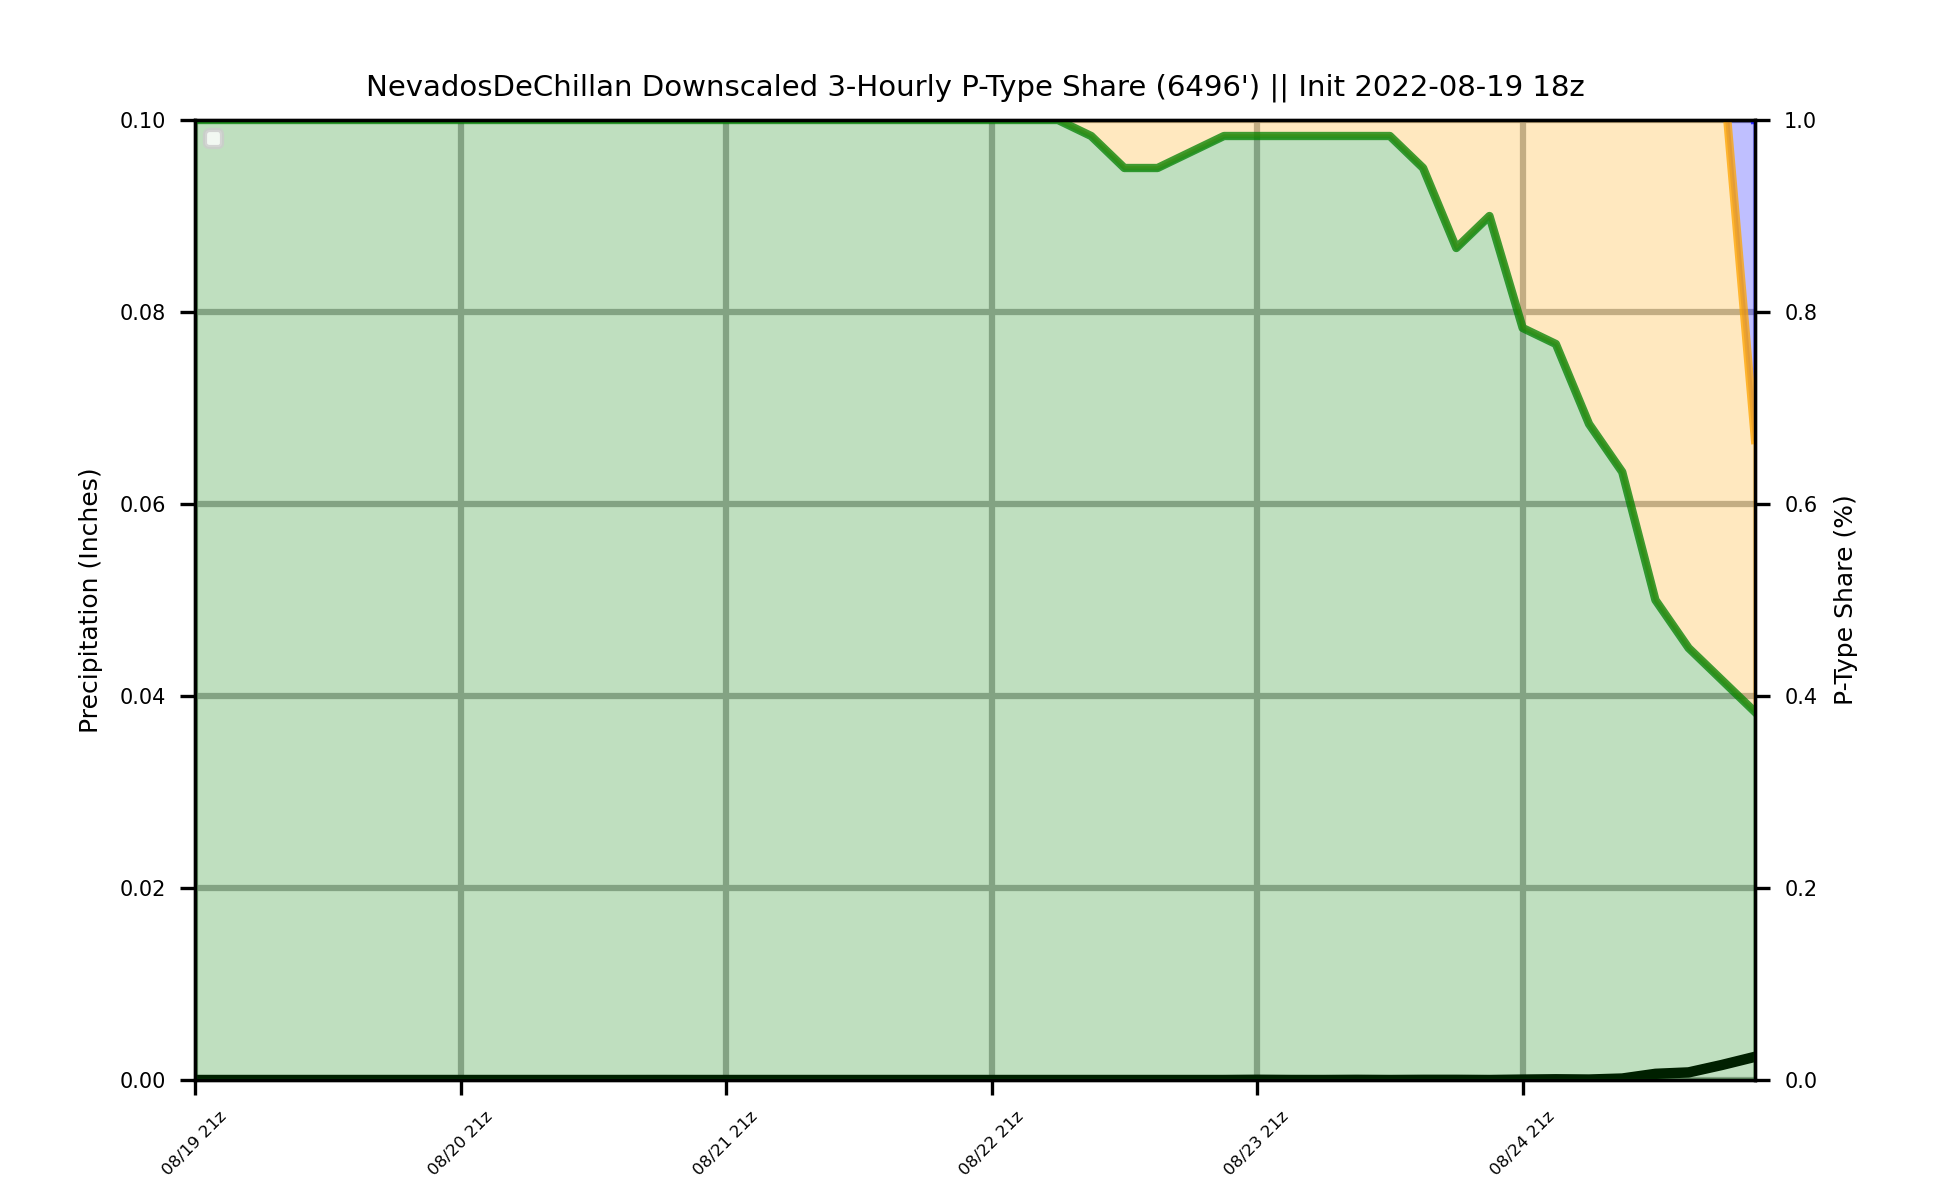 NevadosDeChillan Downscaled 3-Hourly P-Type Share (6496') || Init 2022-08-19 18z
0.10
0.08
0.06
0.04
0.02
0.00
Precipitation (Inches)
1.0
0.8
0.6
0.4
0.2
0.0
P-Type Share (%)
08/19 21z
08/20 21z
08/21 21z
08/22 21z
08/23 21z
08/24 21z